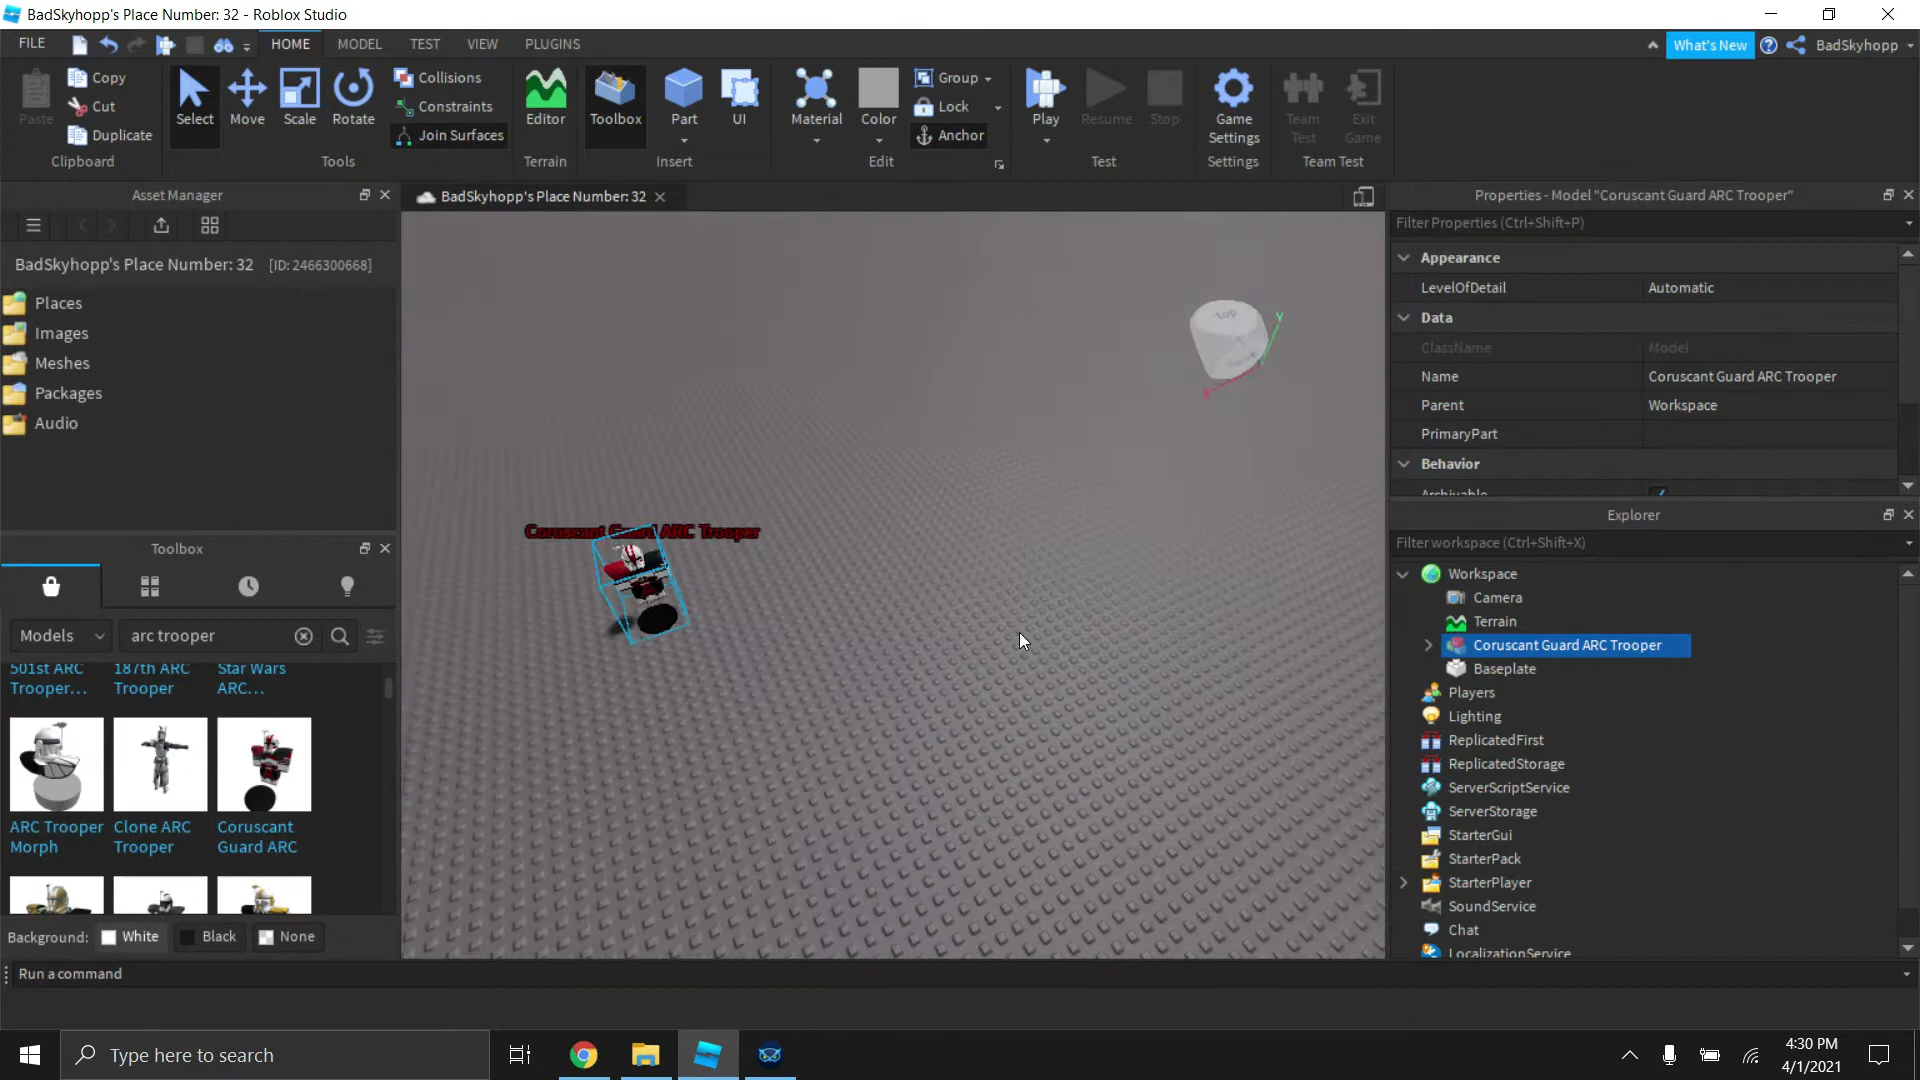 BadSkyhopp's Place Number: 32 - Roblox Studio
FILE HOME MODEL TEST VIEW PLUGINS What's New BadSkyhopp
Paste Copy Cut Duplicate
Clipboard
Select Move Scale Rotate
Collisions
Constraints
Join Surfaces
Tools
Editor
Terrain
Toolbox Part UI
Insert
Material Color
Group
Lock
Anchor
Edit
Play Resume Stop
Test
Game Settings
Settings
Team Test Exit Game
Team Test
Asset Manager
BadSkyhopp's Place Number: 32 [ID: 2466300668]
Places
Images
Meshes
Packages
Audio
Toolbox
Models arc trooper
501st ARC Trooper...
187th ARC Trooper
Star Wars ARC...
ARC Trooper Morph
Clone ARC Trooper
Coruscant Guard ARC
Background: White Black None
BadSkyhopp's Place Number: 32
Top
y
Coruscant Guard ARC Trooper
Properties - Model "Coruscant Guard ARC Trooper"
Filter Properties (Ctrl+Shift+P)
Appearance
LevelOfDetail Automatic
Data
ClassName Model
Name Coruscant Guard ARC Trooper
Parent Workspace
PrimaryPart
Behavior
Archivable
Explorer
Filter workspace (Ctrl+Shift+X)
Workspace
Camera
Terrain
Coruscant Guard ARC Trooper
Baseplate
Players
Lighting
ReplicatedFirst
ReplicatedStorage
ServerScriptService
ServerStorage
StarterGui
StarterPack
StarterPlayer
SoundService
Chat
LocalizationService
Run a command
Type here to search
4:30 PM
4/1/2021